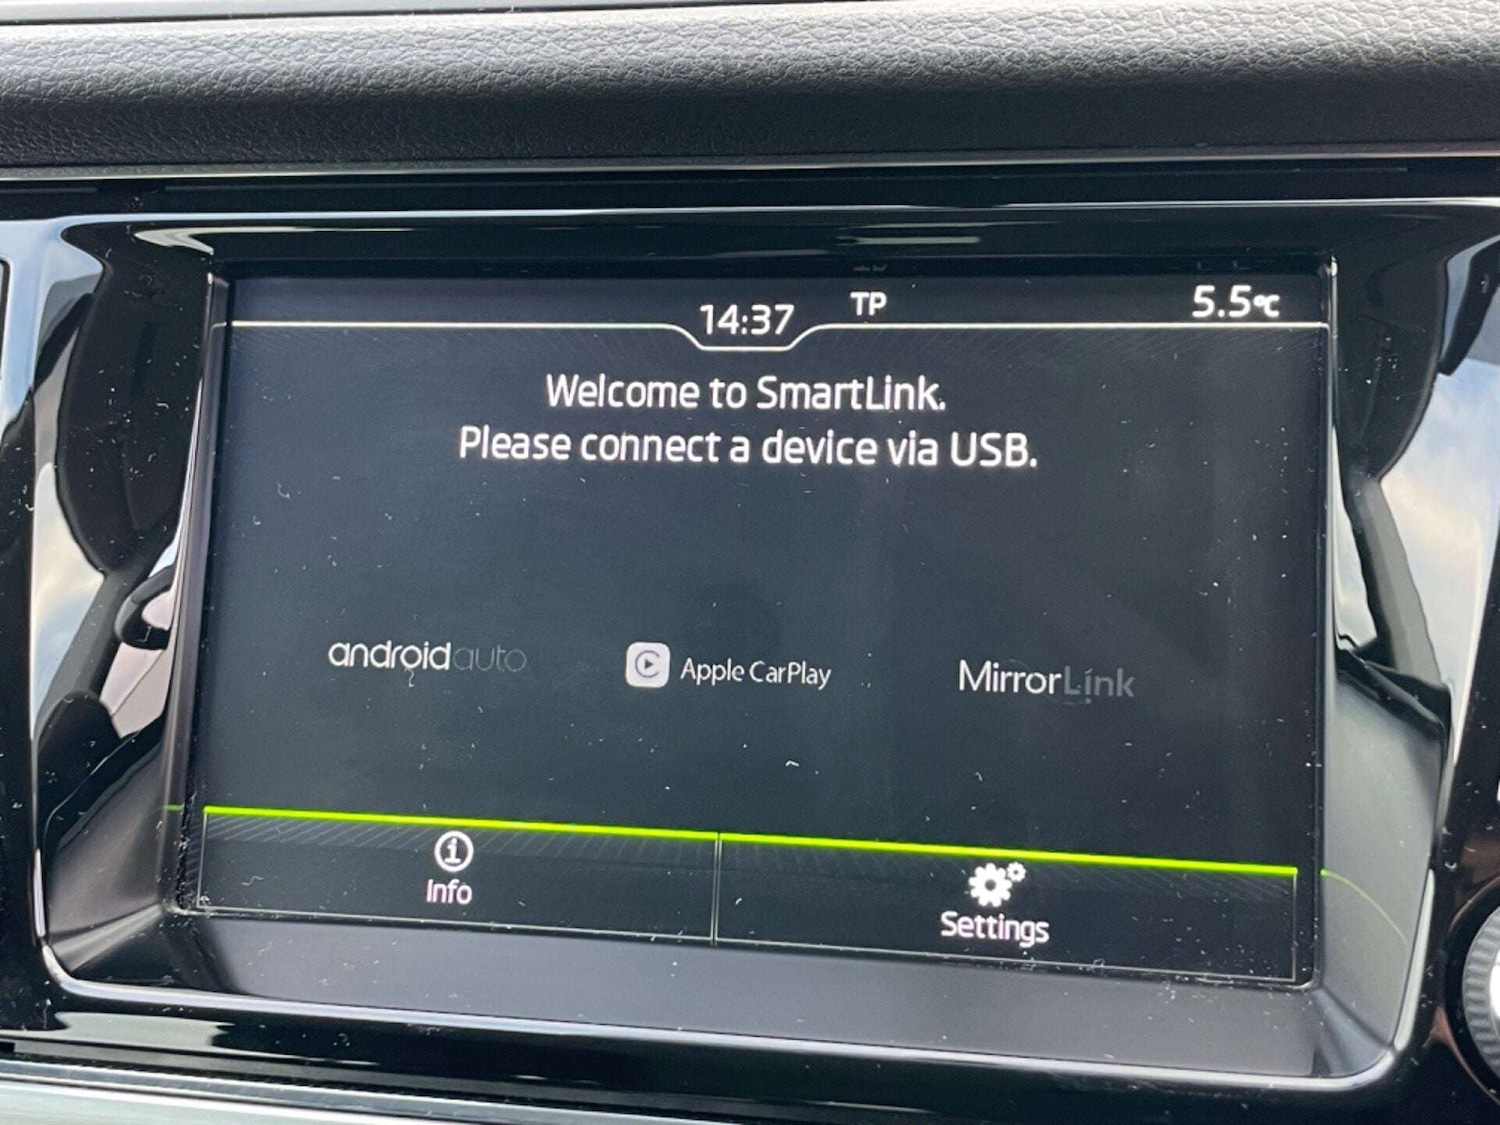 14:37 TP 5.5°C
Welcome to SmartLink.
Please connect a device via USB.
androidauto Apple CarPlay MirrorLink
Info Settings